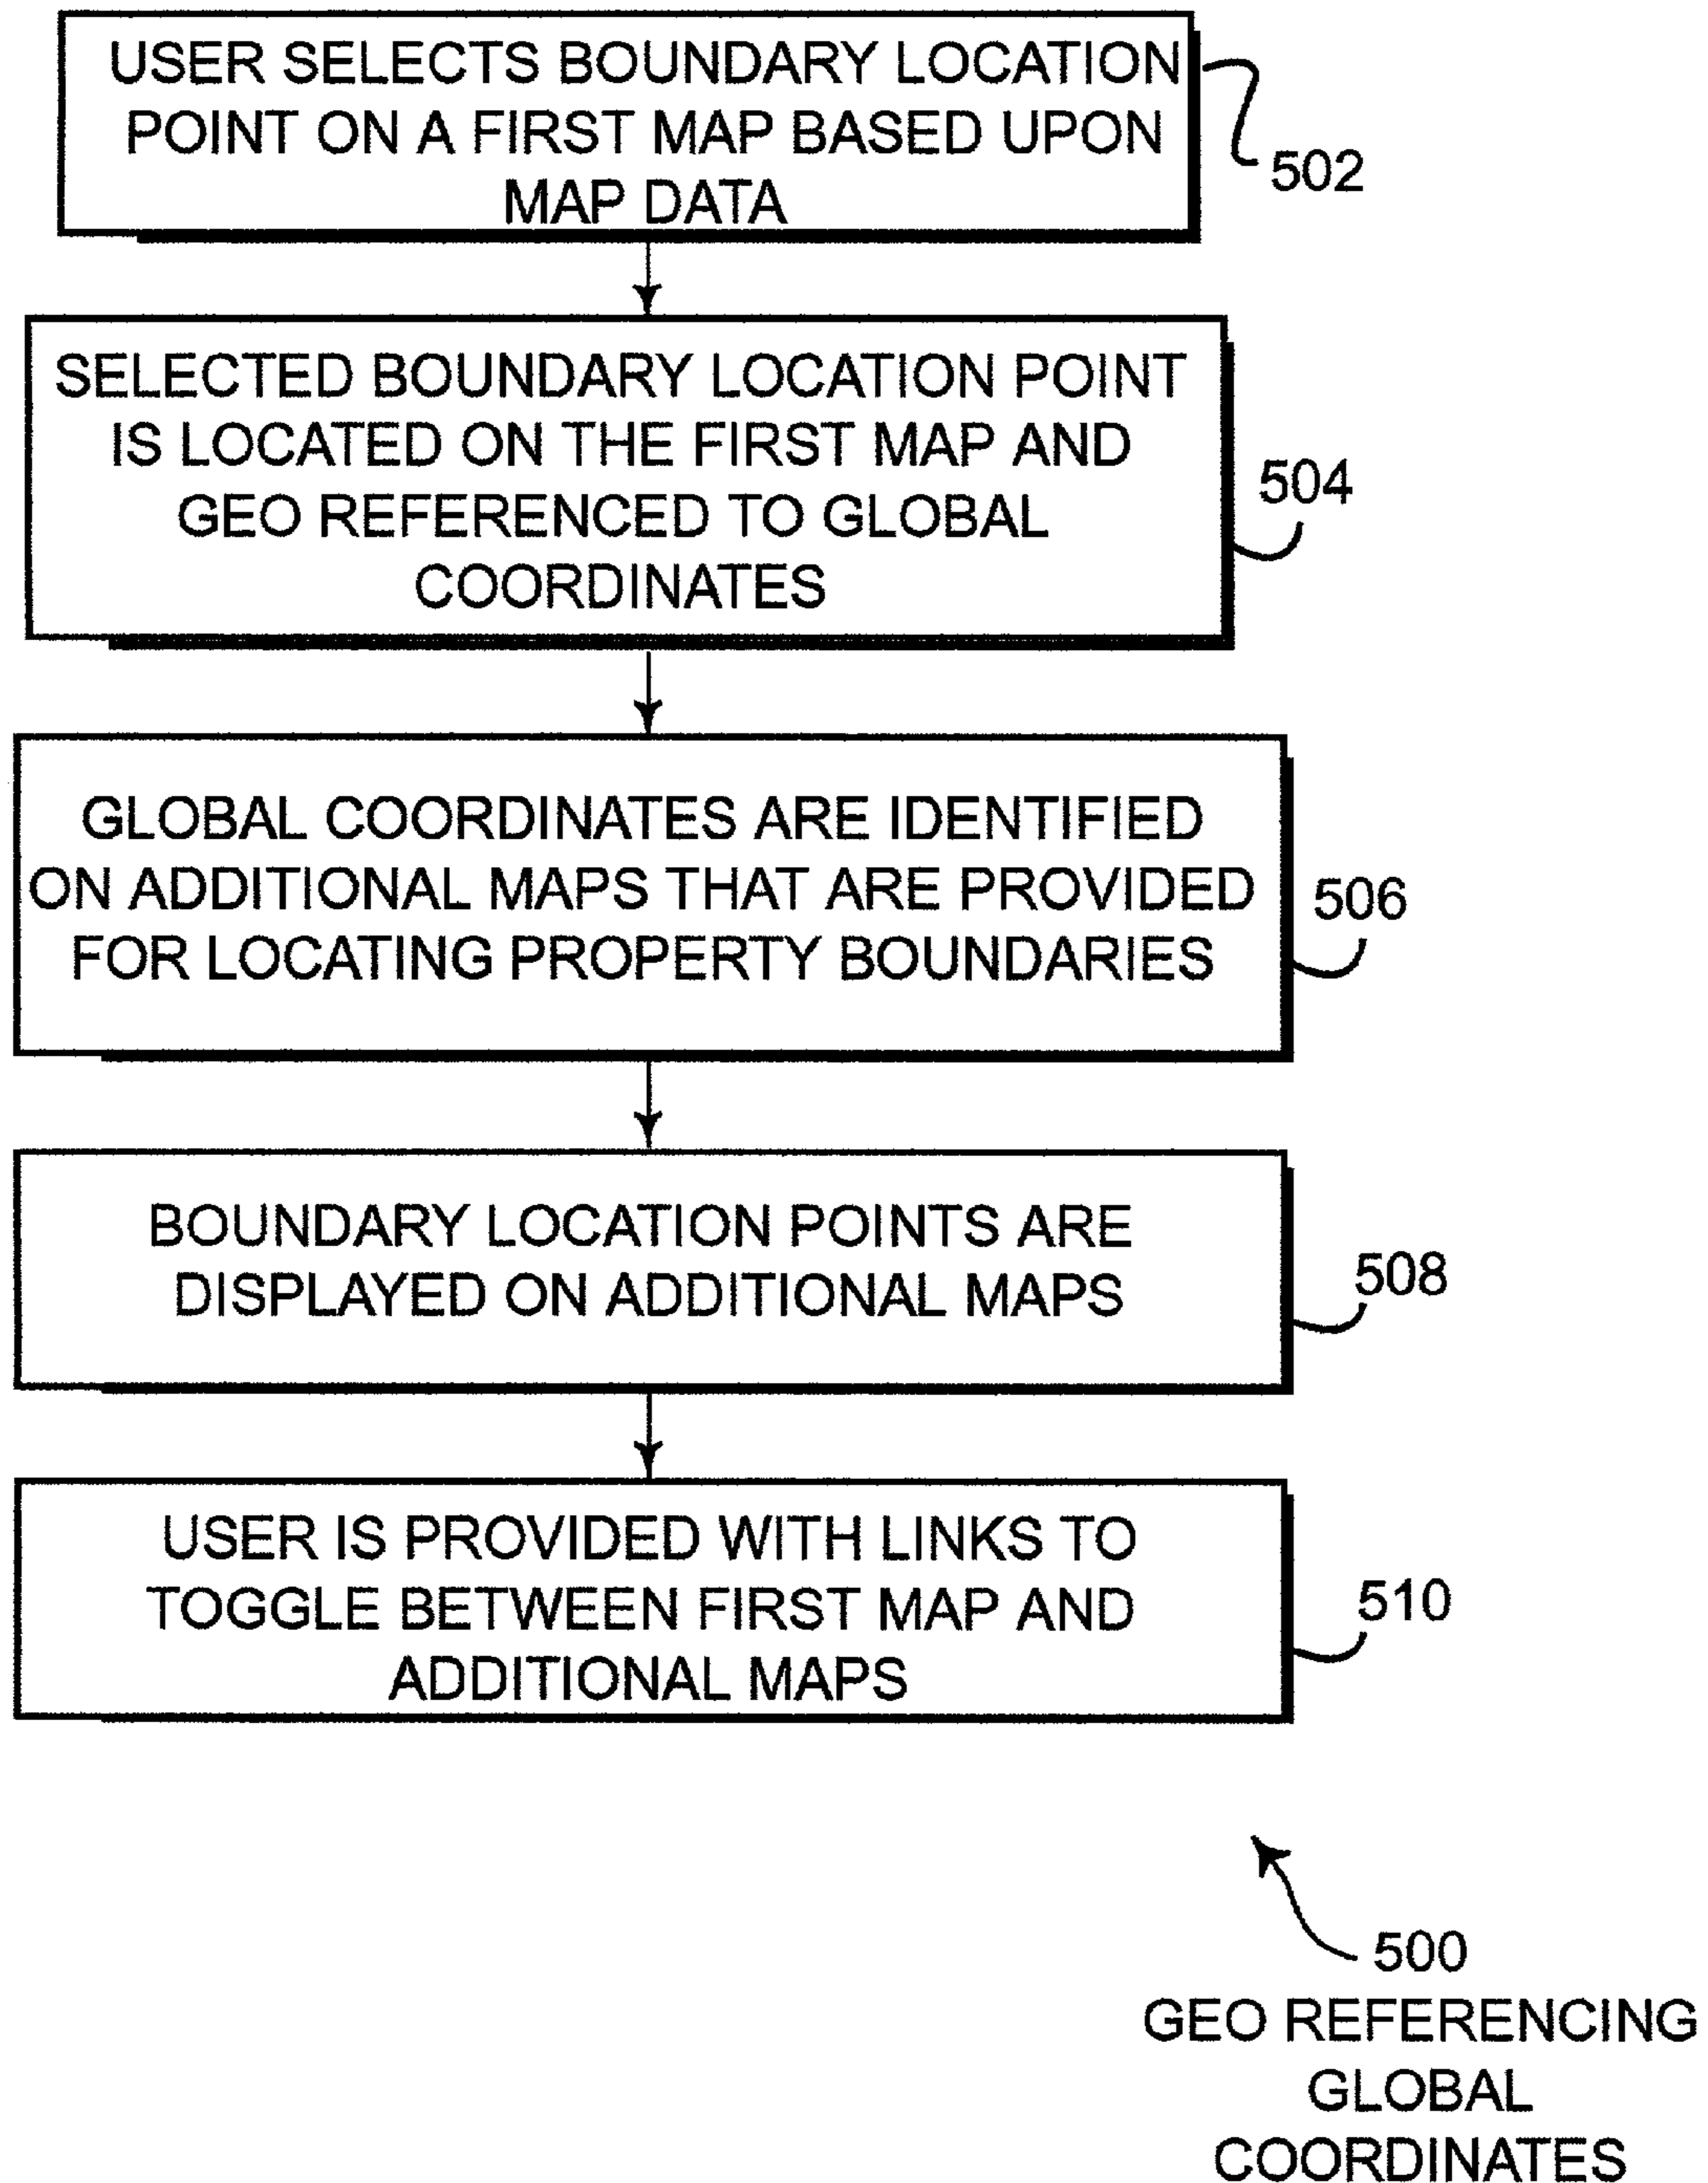 USER SELECTS BOUNDARY LOCATION
POINT ON A FIRST MAP BASED UPON
MAP DATA
502
SELECTED BOUNDARY LOCATION POINT
IS LOCATED ON THE FIRST MAP AND
GEO REFERENCED TO GLOBAL
COORDINATES
504
GLOBAL COORDINATES ARE IDENTIFIED
ON ADDITIONAL MAPS THAT ARE PROVIDED
FOR LOCATING PROPERTY BOUNDARIES
506
BOUNDARY LOCATION POINTS ARE
DISPLAYED ON ADDITIONAL MAPS
508
USER IS PROVIDED WITH LINKS TO
TOGGLE BETWEEN FIRST MAP AND
ADDITIONAL MAPS
510
500
GEO REFERENCING
GLOBAL
COORDINATES